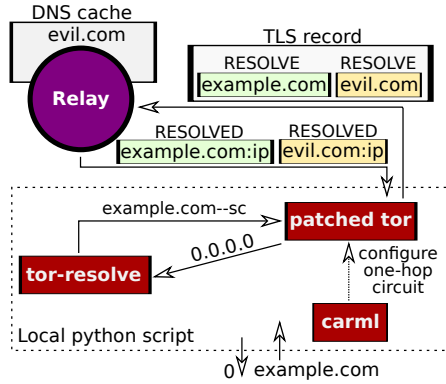 DNS cache
evil.com
Relay
TLS record
RESOLVE RESOLVE
example.com evil.com
RESOLVED RESOLVED
example.com:ip evil.com:ip
example.com--sc
patched tor
0.0.0.0
tor-resolve
configure
one-hop
circuit
carml
Local python script
0 example.com